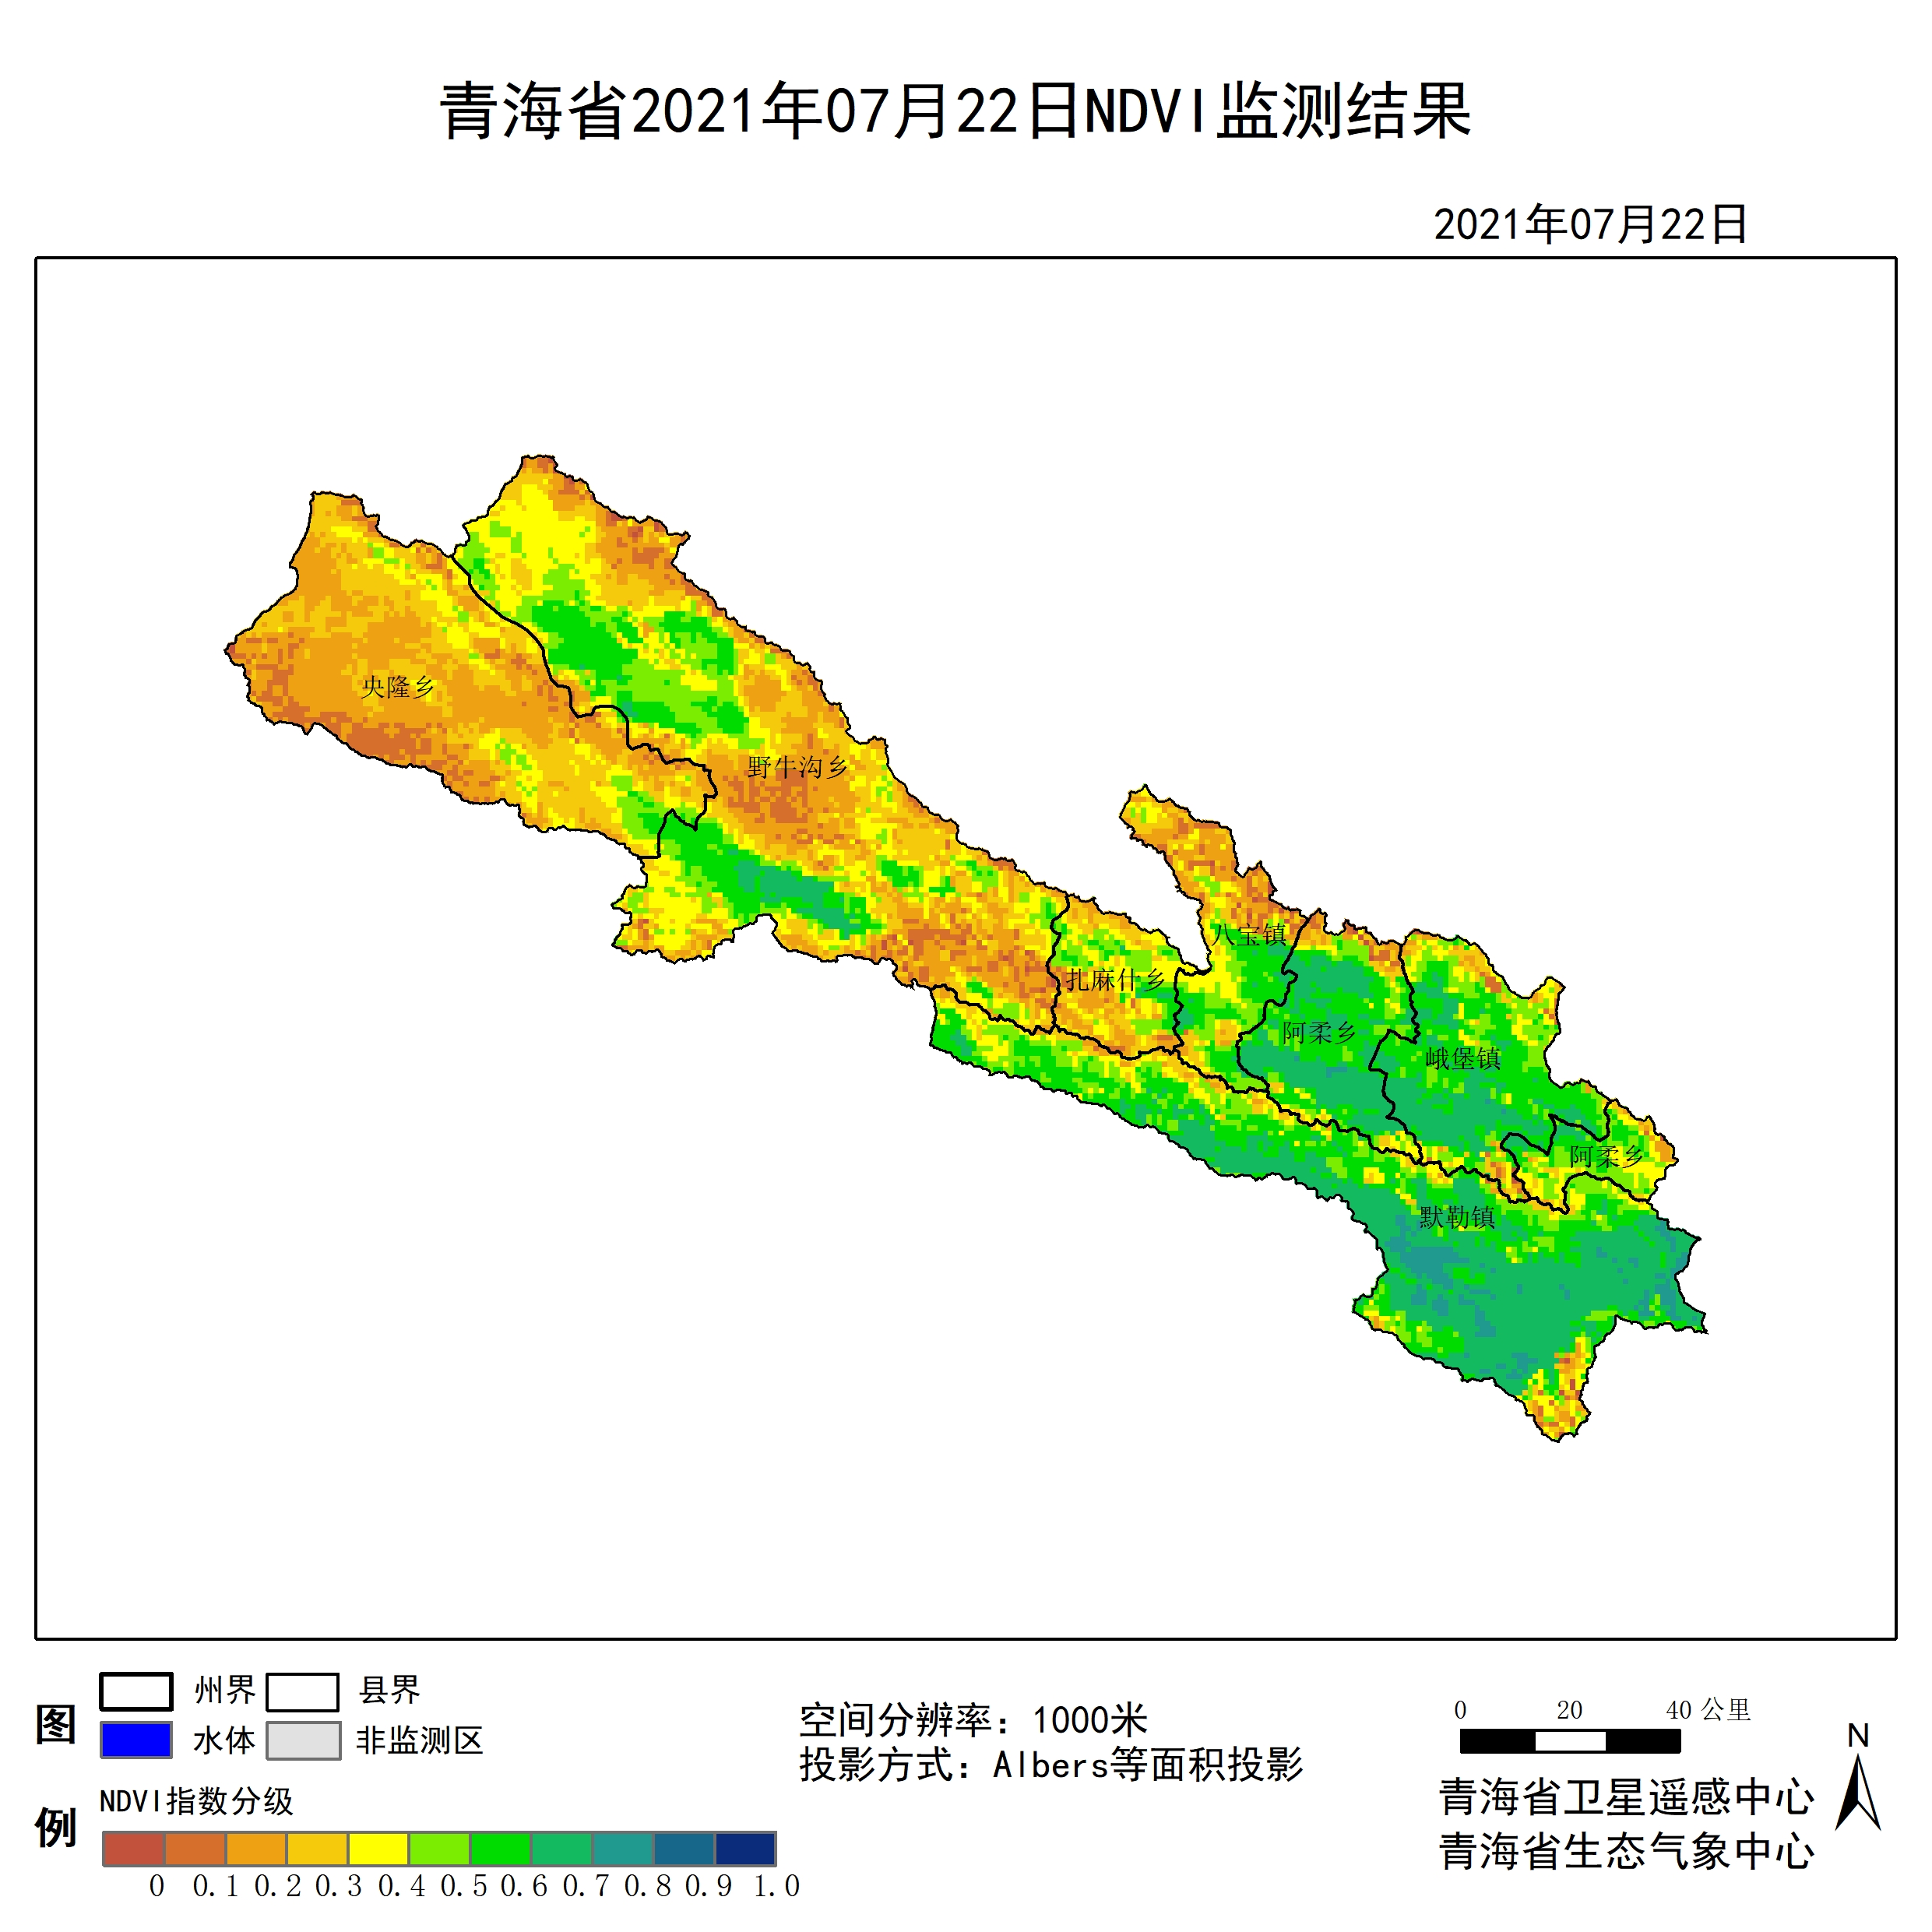 青海省2021年07月22日NDVI监测结果
2021年07月22日
央隆乡
野牛沟乡
八宝镇
扎麻什乡
阿柔乡
峨堡镇
阿柔乡
默勒镇
图例
州界 县界
水体 非监测区
NDVI指数分级
0 0.1 0.2 0.3 0.4 0.5 0.6 0.7 0.8 0.9 1.0
空间分辨率：1000米
投影方式：Albers等面积投影
0 20 40 公里
N
青海省卫星遥感中心
青海省生态气象中心